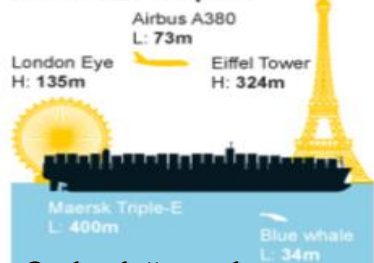 Airbus A380
L: 73m
London Eye
H: 135m
Eiffel Tower
H: 324m
Maersk Triple-E
L: 400m
Blue whale
L: 34m